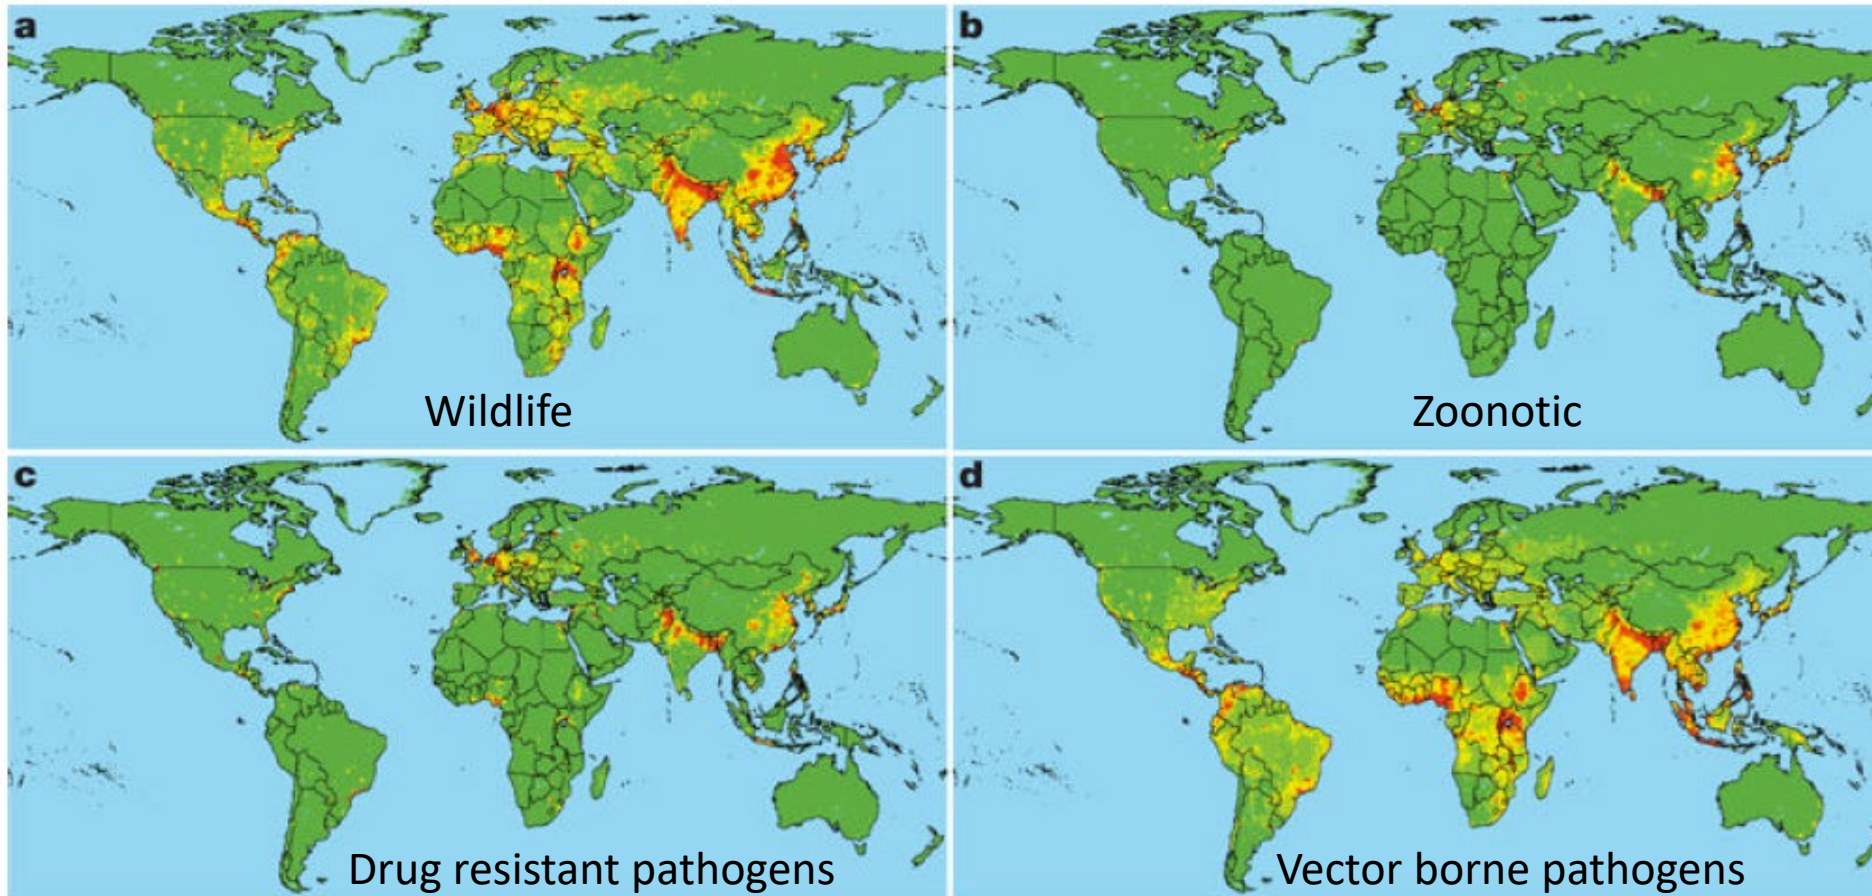 a
b
Wildlife
Zoonotic
c
d
Drug resistant pathogens
Vector borne pathogens